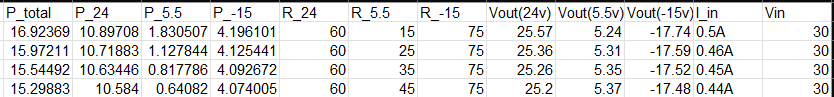 P_total P_24 P_5.5 P_-15 R_24 R_5.5 R_-15 Vout(24v) Vout(5.5v) Vout(-15v) I_in Vin
16.92369 10.89708 1.830507 4.196101 60 15 75 25.57 5.24 -17.74 0.5A 30
15.97211 10.71883 1.127844 4.125441 60 25 75 25.36 5.31 -17.59 0.46A 30
15.54492 10.63446 0.817786 4.092672 60 35 75 25.26 5.35 -17.52 0.45A 30
15.29883 10.584 0.64082 4.074005 60 45 75 25.2 5.37 -17.48 0.44A 30